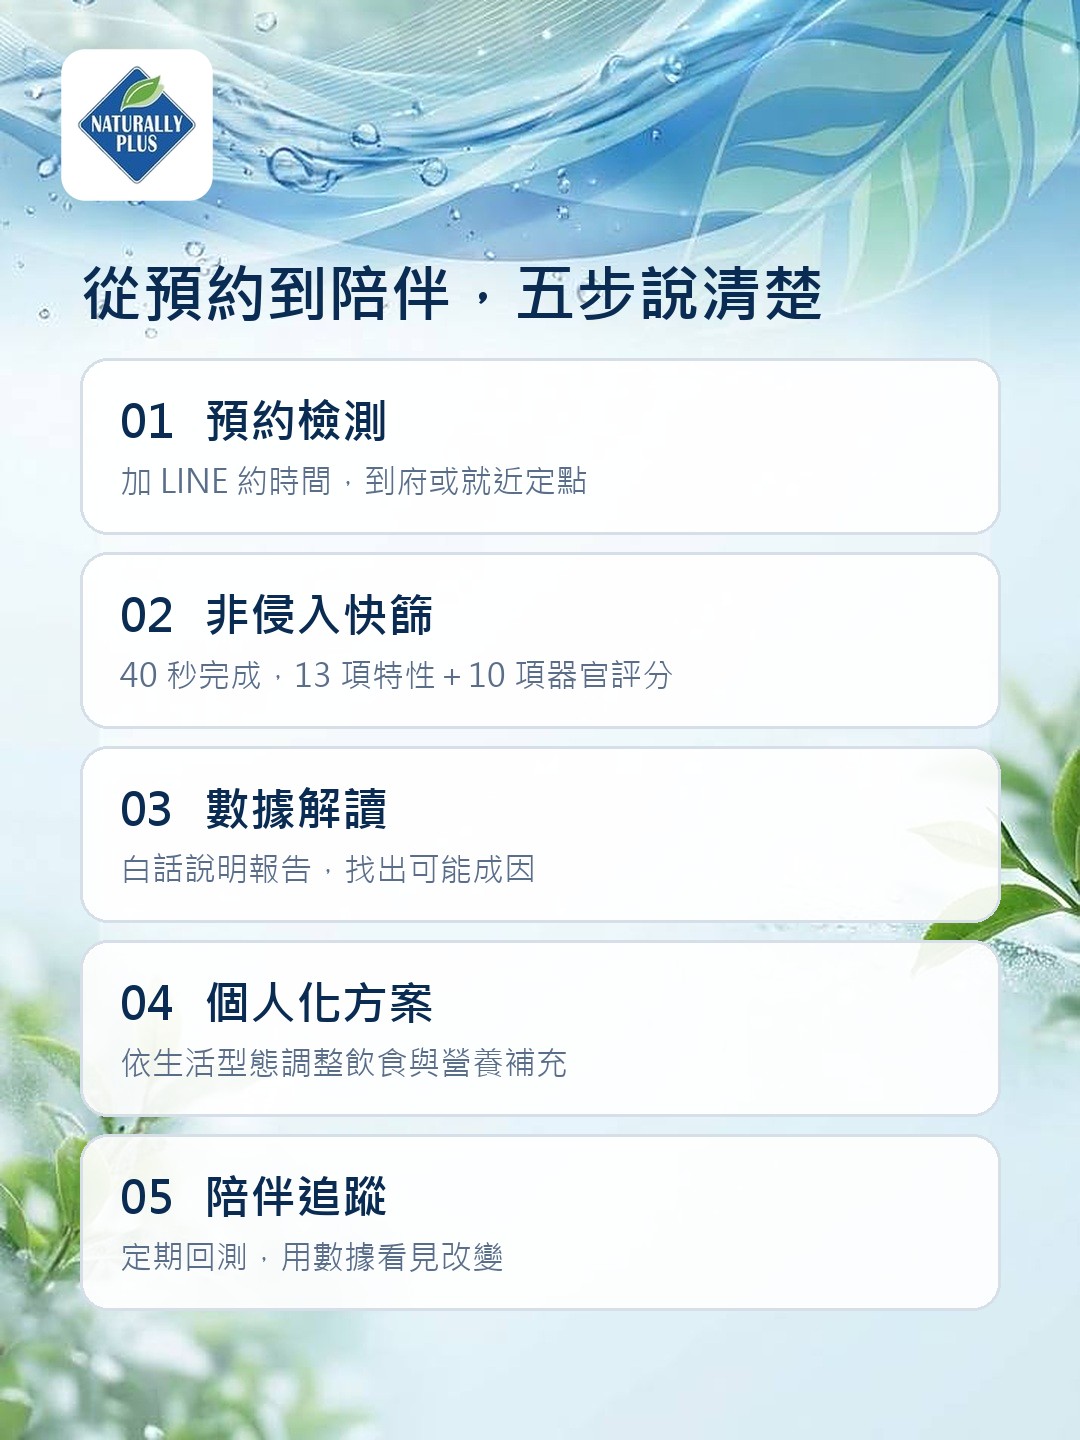 NATURALLY
PLUS
從預約到陪伴，五步說清楚
01 預約檢測
加 LINE 約時間，到府或就近定點
02 非侵入快篩
40 秒完成，13 項特性＋10 項器官評分
03 數據解讀
白話說明報告，找出可能成因
04 個人化方案
依生活型態調整飲食與營養補充
05 陪伴追蹤
定期回測，用數據看見改變